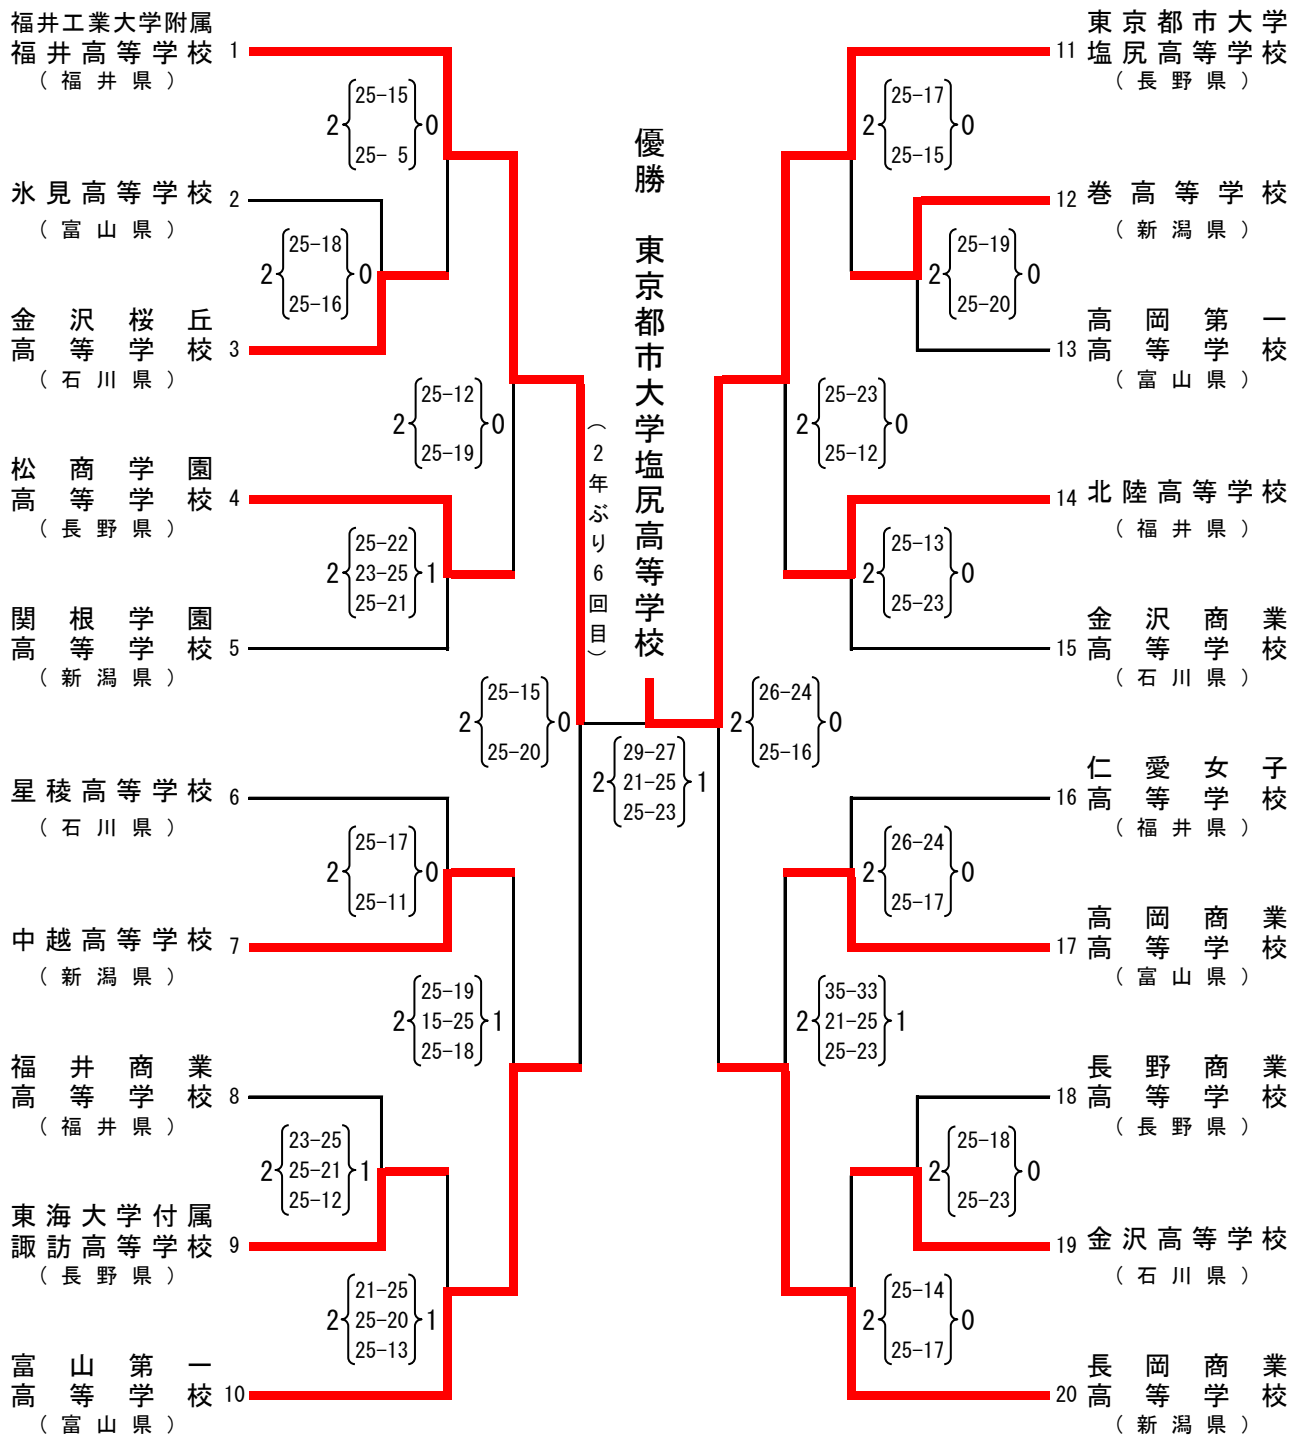 福井工業大学附属
福井高等学校 1
（福井県）
2 25-15 0
25- 5
氷見高等学校 2
（富山県）
2 25-18 0
25-16
金沢桜丘
高等学校 3
（石川県）
2 25-12 0
25-19
松商学園
高等学校 4
（長野県）
25-22
2 23-25 1
25-21
関根学園
高等学校 5
（新潟県）
2 25-15 0
25-20
星稜高等学校 6
（石川県）
2 25-17 0
25-11
中越高等学校 7
（新潟県）
25-19
2 15-25 1
25-18
福井商業
高等学校 8
（福井県）
23-25
2 25-21 1
25-12
東海大学付属
諏訪高等学校 9
（長野県）
21-25
2 25-20 1
25-13
富山第一
高等学校 10
（富山県）
優勝 東京都市大学塩尻高等学校
（2年ぶり6回目）
29-27
2 21-25 1
25-23
東京都市大学
11 塩尻高等学校
（長野県）
2 25-17 0
25-15
12 巻高等学校
（新潟県）
2 25-19 0
25-20
高岡第一
13 高等学校
（富山県）
2 25-23 0
25-12
14 北陸高等学校
（福井県）
2 25-13 0
25-23
金沢商業
15 高等学校
（石川県）
2 26-24 0
25-16
仁愛女子
16 高等学校
（福井県）
2 26-24 0
25-17
高岡商業
17 高等学校
（富山県）
35-33
2 21-25 1
25-23
長野商業
18 高等学校
（長野県）
2 25-18 0
25-23
19 金沢高等学校
（石川県）
2 25-14 0
25-17
長岡商業
20 高等学校
（新潟県）